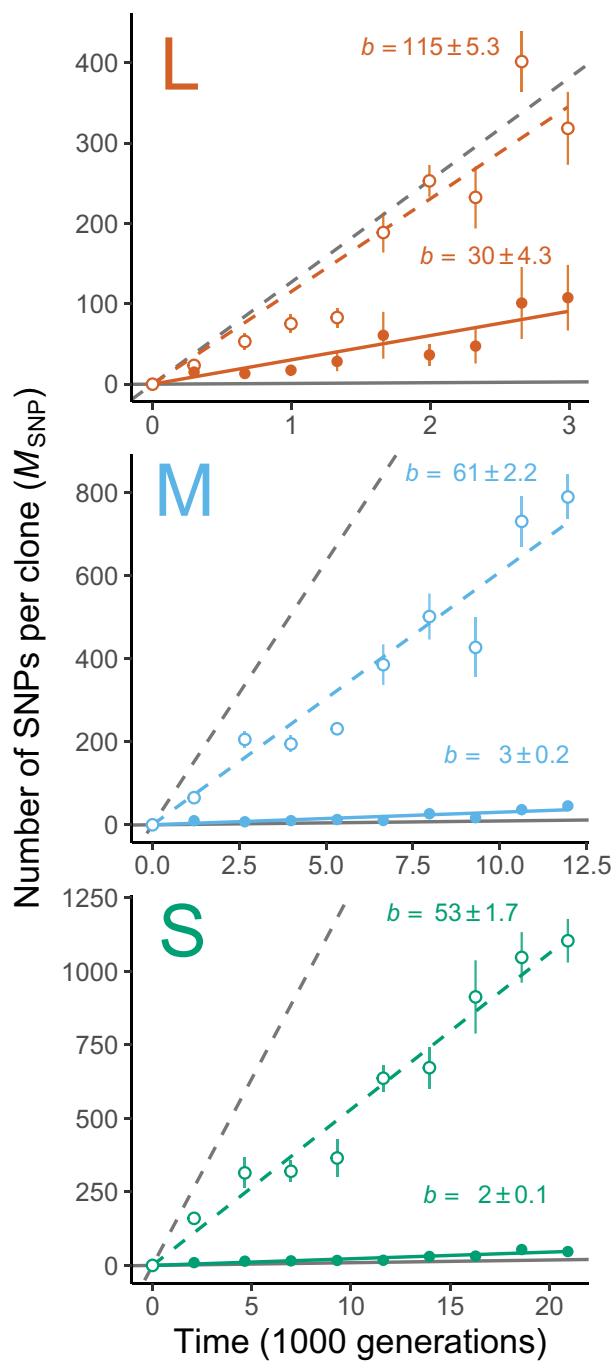 Number of SNPs per clone (MSNP)
L
b = 115±5.3
b = 30±4.3
400
300
200
100
0
0 1 2 3
M
b = 61±2.2
b = 3±0.2
800
600
400
200
0
0.0 2.5 5.0 7.5 10.0 12.5
S
b = 53±1.7
b = 2±0.1
1250
1000
750
500
250
0
0 5 10 15 20
Time (1000 generations)